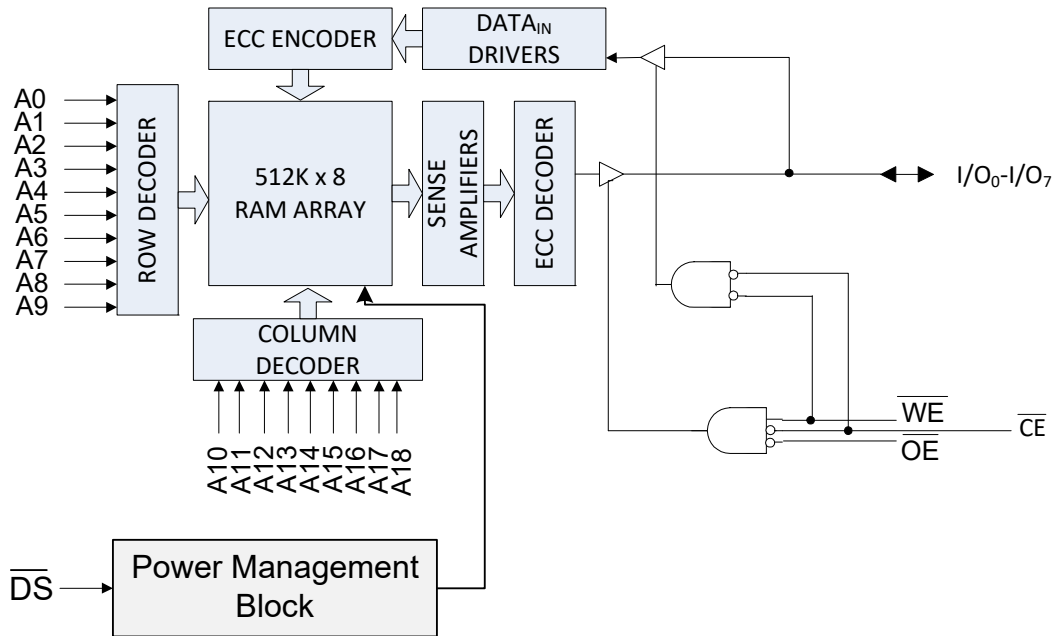 ECC ENCODER
DATAIN
DRIVERS
A0
A1
A2
A3
A4
A5
A6
A7
A8
A9
ROW DECODER
512K x 8
RAM ARRAY
SENSE
AMPLIFIERS
ECC DECODER
I/O0-I/O7
COLUMN
DECODER
A10
A11
A12
A13
A14
A15
A16
A17
A18
WE
CE
OE
DS
Power Management
Block